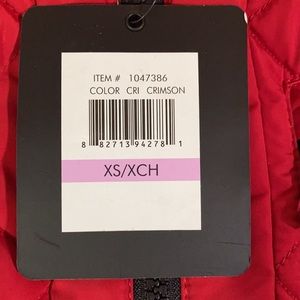 ITEM # 1047386
COLOR CRI CRIMSON
8 82713 94278 1
XS/XCH